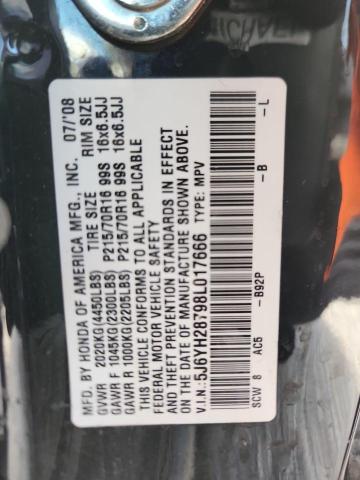 MICHAEL
MFD. BY HONDA OF AMERICA MFG., INC. 07/'08
TIRE SIZE RIM SIZE
GVWR 2020KG(4450LBS)
GAWR F 1045KG(2300LBS) P215/70R16 99S 16x6.5JJ
GAWR R 1000KG(2205LBS) P215/70R16 99S 16x6.5JJ
THIS VEHICLE CONFORMS TO ALL APPLICABLE
FEDERAL MOTOR VEHICLE SAFETY
AND THEFT PREVENTION STANDARDS IN EFFECT
ON THE DATE OF MANUFACTURE SHOWN ABOVE.
V.I.N.: 5J6YH28798L017666 TYPE: MPV
-B92P -B -L
SCW 8 AC5